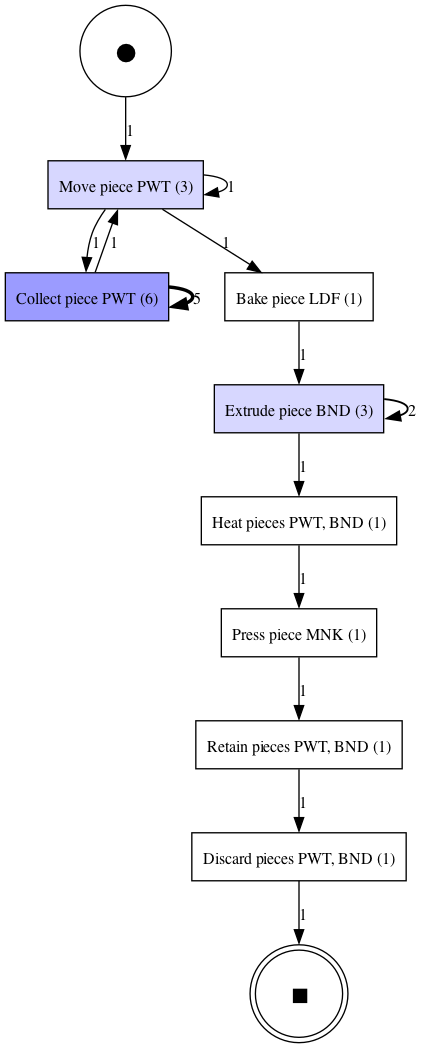 1
Move piece PWT (3)
1
1
1
1
Collect piece PWT (6)
5
Bake piece LDF (1)
1
Extrude piece BND (3)
2
1
Heat pieces PWT, BND (1)
1
Press piece MNK (1)
1
Retain pieces PWT, BND (1)
1
Discard pieces PWT, BND (1)
1